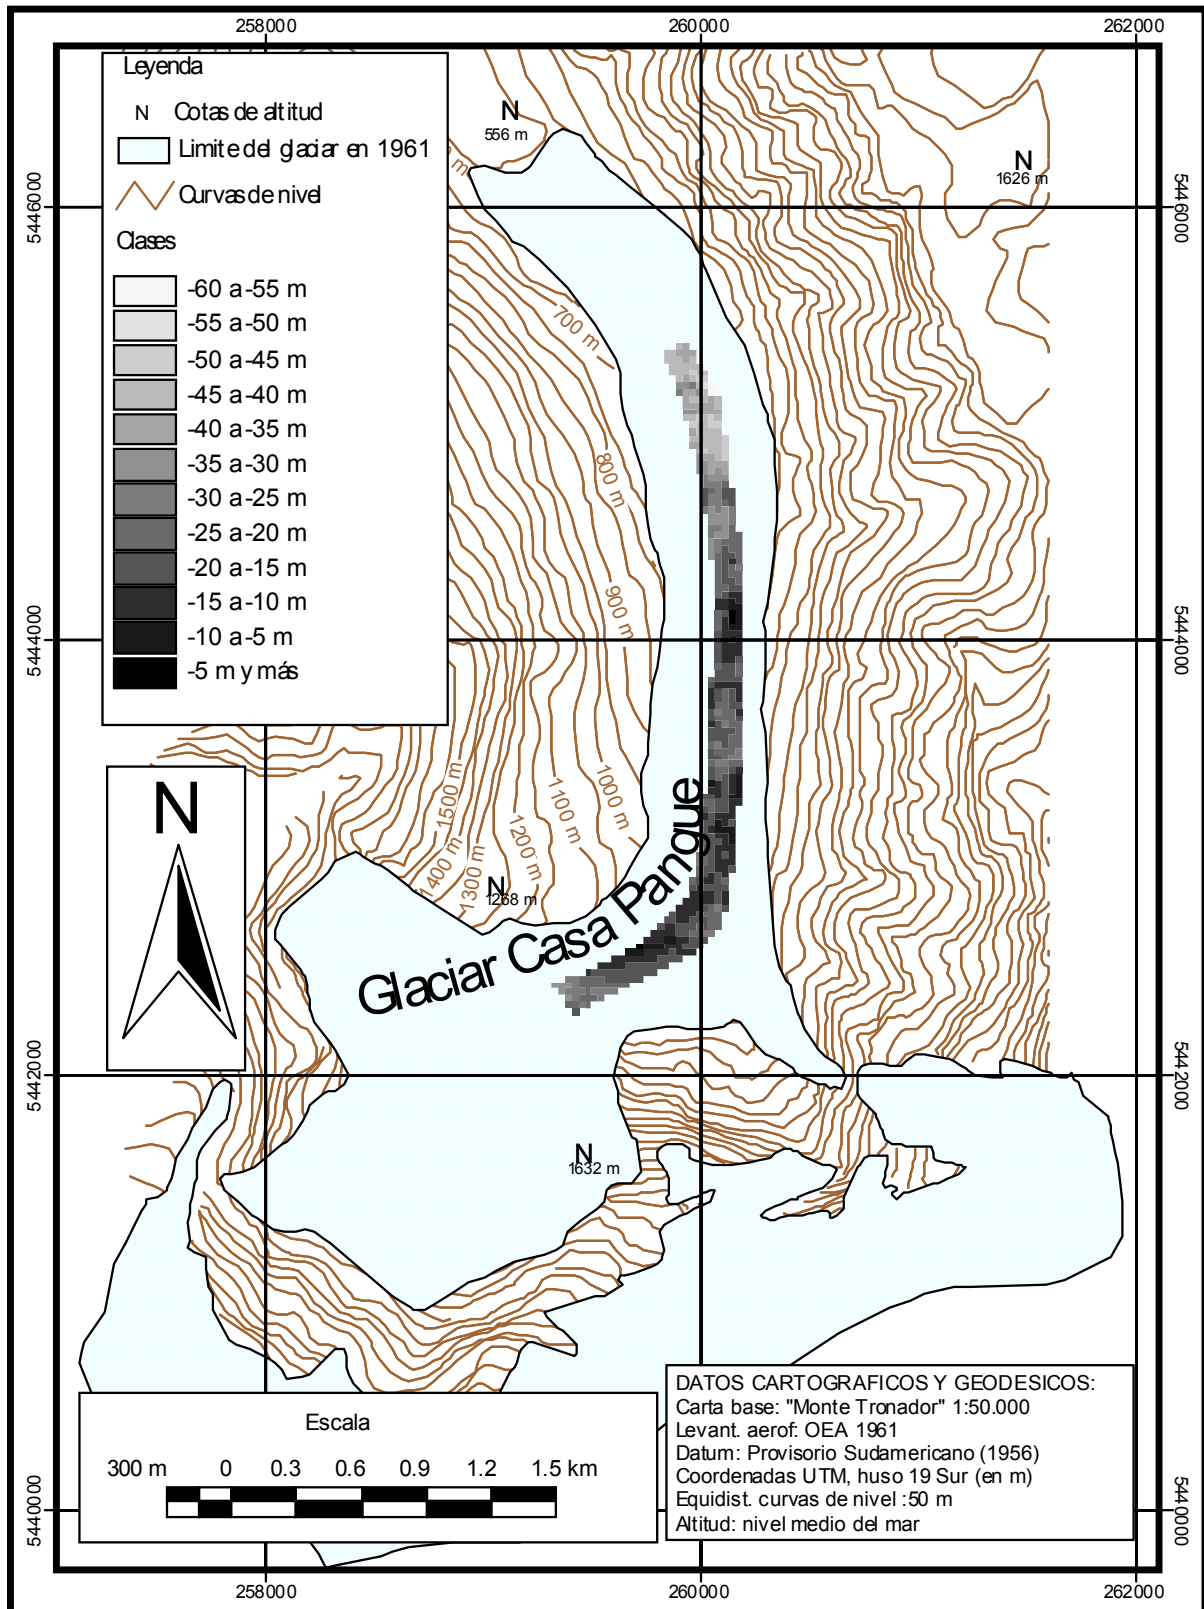 258000
260000
262000
Leyenda
N Cotas de altitud
Limite del glaciar en 1961
Curvas de nivel
Clases
-60 a -55 m
-55 a -50 m
-50 a -45 m
-45 a -40 m
-40 a -35 m
-35 a -30 m
-30 a -25 m
-25 a -20 m
-20 a -15 m
-15 a -10 m
-10 a -5 m
-5 m y más
N
556 m
N
1626 m
5446000
5446000
700 m
800 m
900 m
5444000
5444000
1000 m
1100 m
1200 m
1500 m
1400 m
1300 m
N
1268 m
Glaciar Casa Pangue
N
5442000
5442000
N
1632 m
Escala
300 m 0 0.3 0.6 0.9 1.2 1.5 km
DATOS CARTOGRAFICOS Y GEODESICOS:
Carta base: "Monte Tronador" 1:50.000
Levant. aerof: OEA 1961
Datum: Provisorio Sudamericano (1956)
Coordenadas UTM, huso 19 Sur (en m)
Equidist. curvas de nivel :50 m
Altitud: nivel medio del mar
5440000
5440000
258000
260000
262000